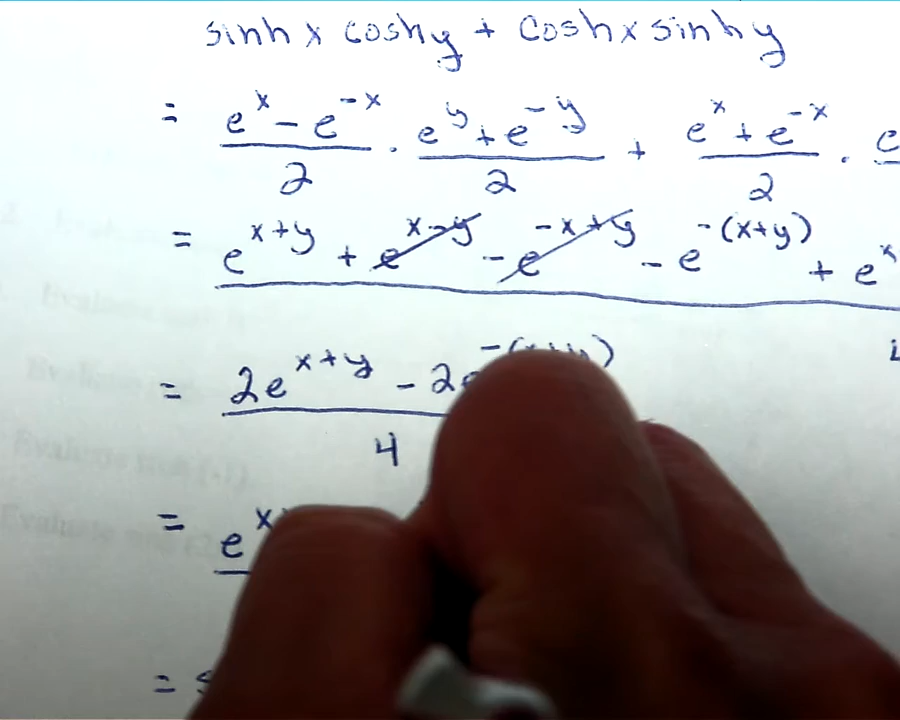 sinh x cosh y + cosh x sinh y
= (e^x - e^-x)/2 · (e^y + e^-y)/2 + (e^x + e^-x)/2 · e
= e^x+y + e^x-y - e^-x+y - e^-(x+y) + e^x
= (2e^x+y - 2e^-(x+y))/4
= e^x
=